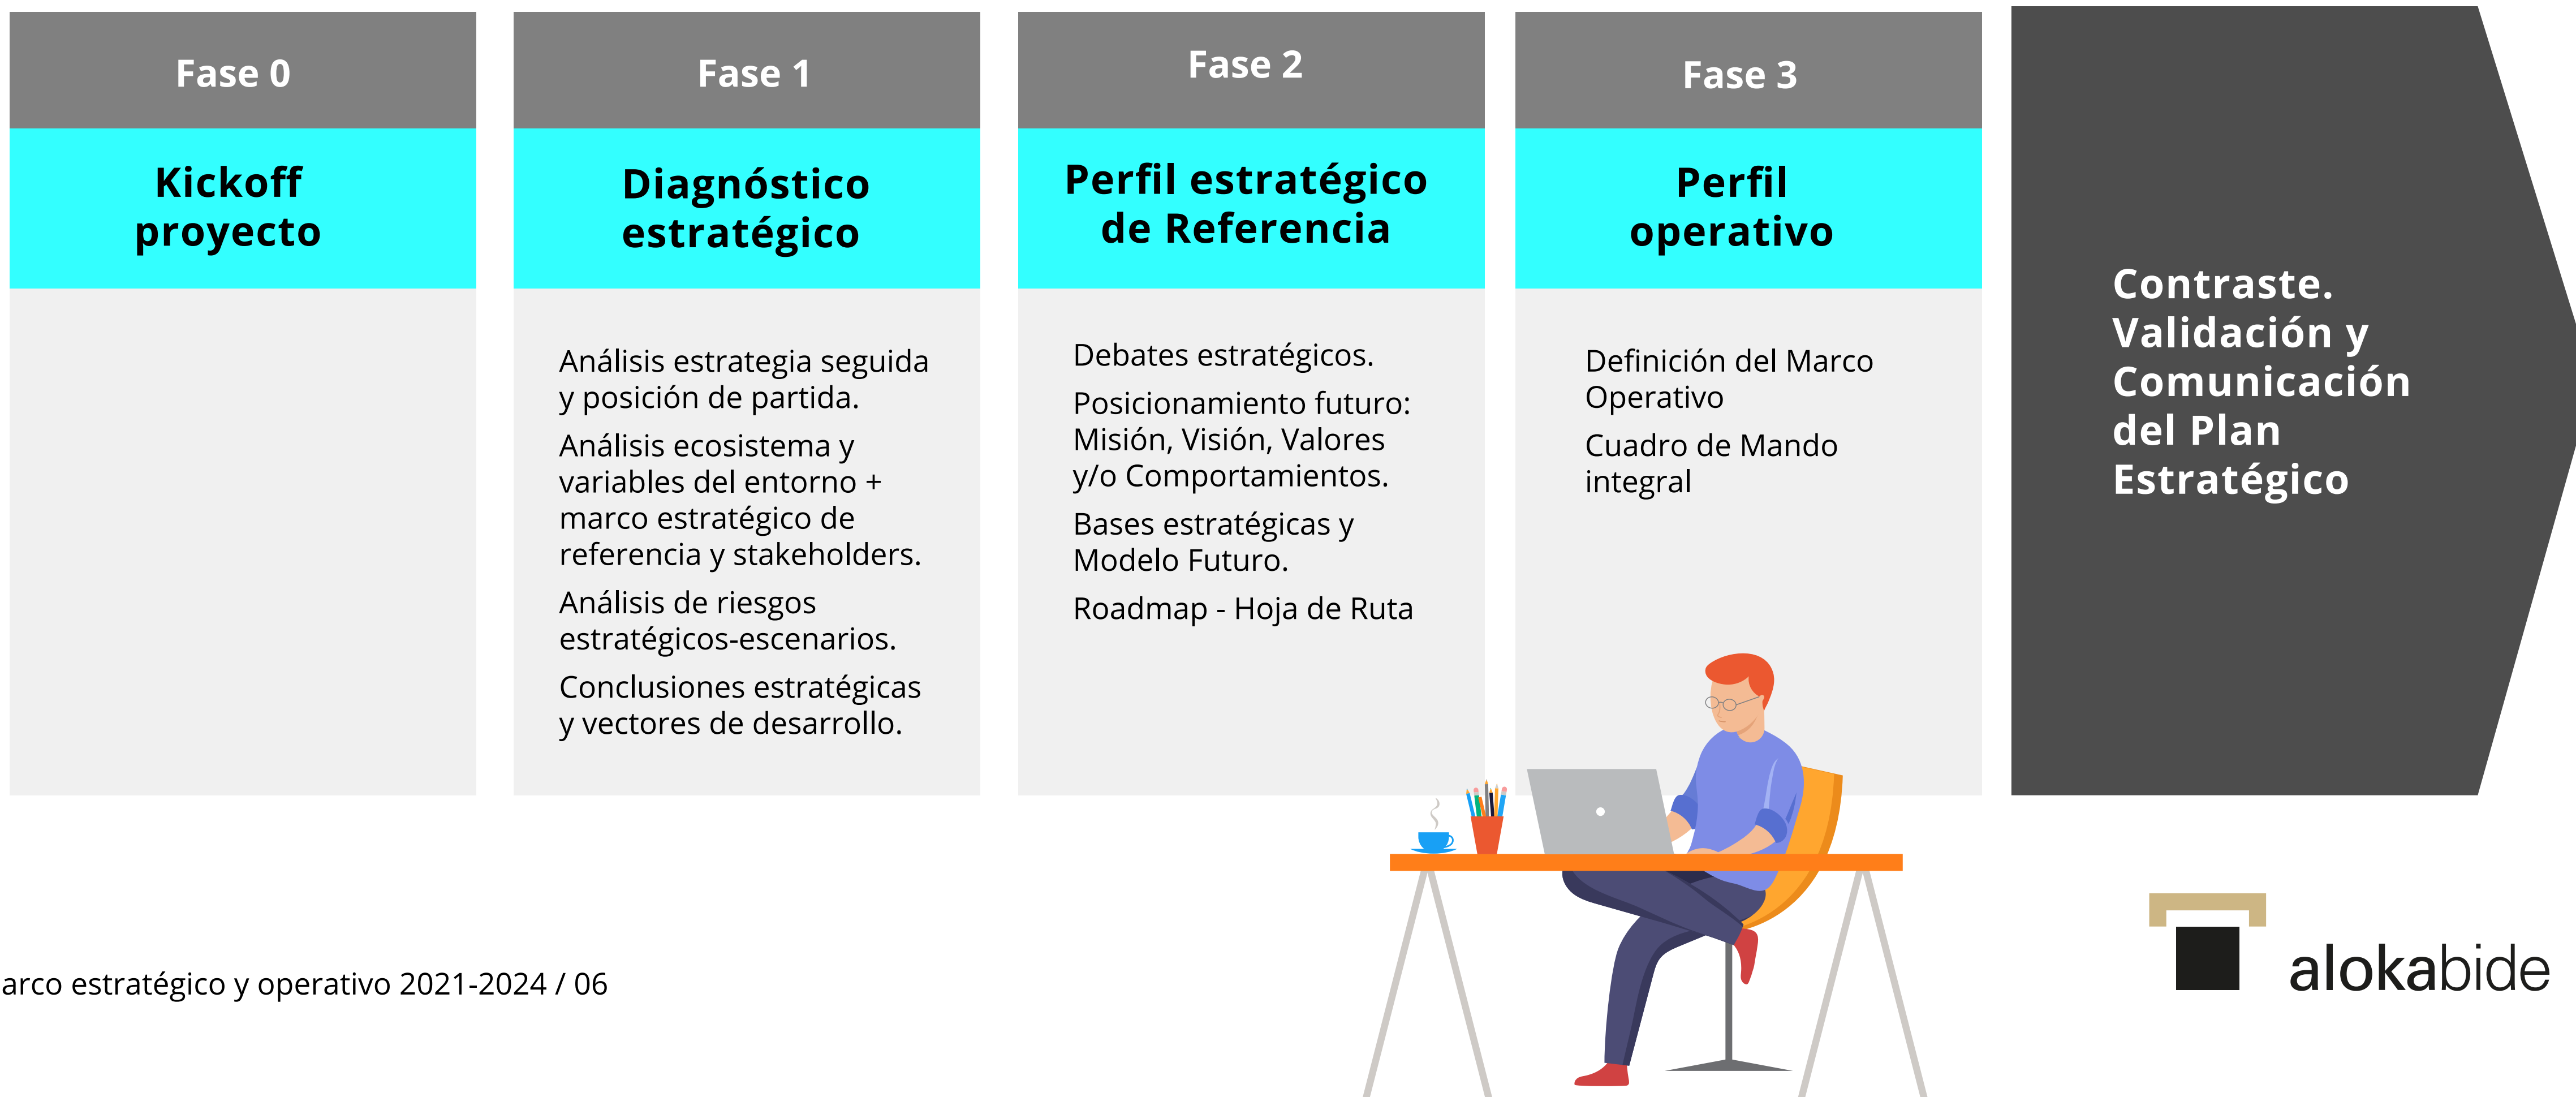 Fase 0
Kickoff
proyecto
Fase 1
Diagnóstico
estratégico
Análisis estrategia seguida
y posición de partida.
Análisis ecosistema y
variables del entorno +
marco estratégico de
referencia y stakeholders.
Análisis de riesgos
estratégicos-escenarios.
Conclusiones estratégicas
y vectores de desarrollo.
Fase 2
Perfil estratégico
de Referencia
Debates estratégicos.
Posicionamiento futuro:
Misión, Visión, Valores
y/o Comportamientos.
Bases estratégicas y
Modelo Futuro.
Roadmap - Hoja de Ruta
Fase 3
Perfil
operativo
Definición del Marco
Operativo
Cuadro de Mando
integral
Contraste.
Validación y
Comunicación
del Plan
Estratégico
arco estratégico y operativo 2021-2024 / 06
alokabide